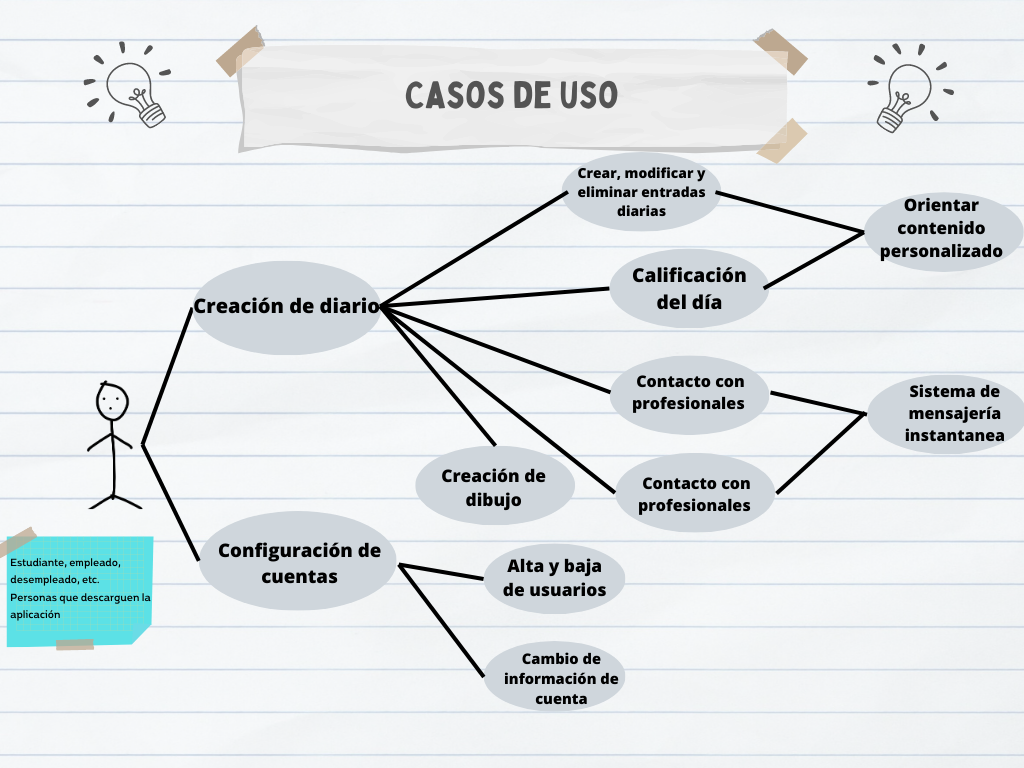 CASOS DE USO
Crear, modificar y
eliminar entradas
diarias
Orientar
contenido
personalizado
Calificación
del día
Creación de diario
Contacto con
profesionales
Sistema de
mensajería
instantanea
Creación de
dibujo
Contacto con
profesionales
Configuración de
cuentas
Alta y baja
de usuarios
Estudiante, empleado,
desempleado, etc.
Personas que descarguen la
aplicación
Cambio de
información de
cuenta